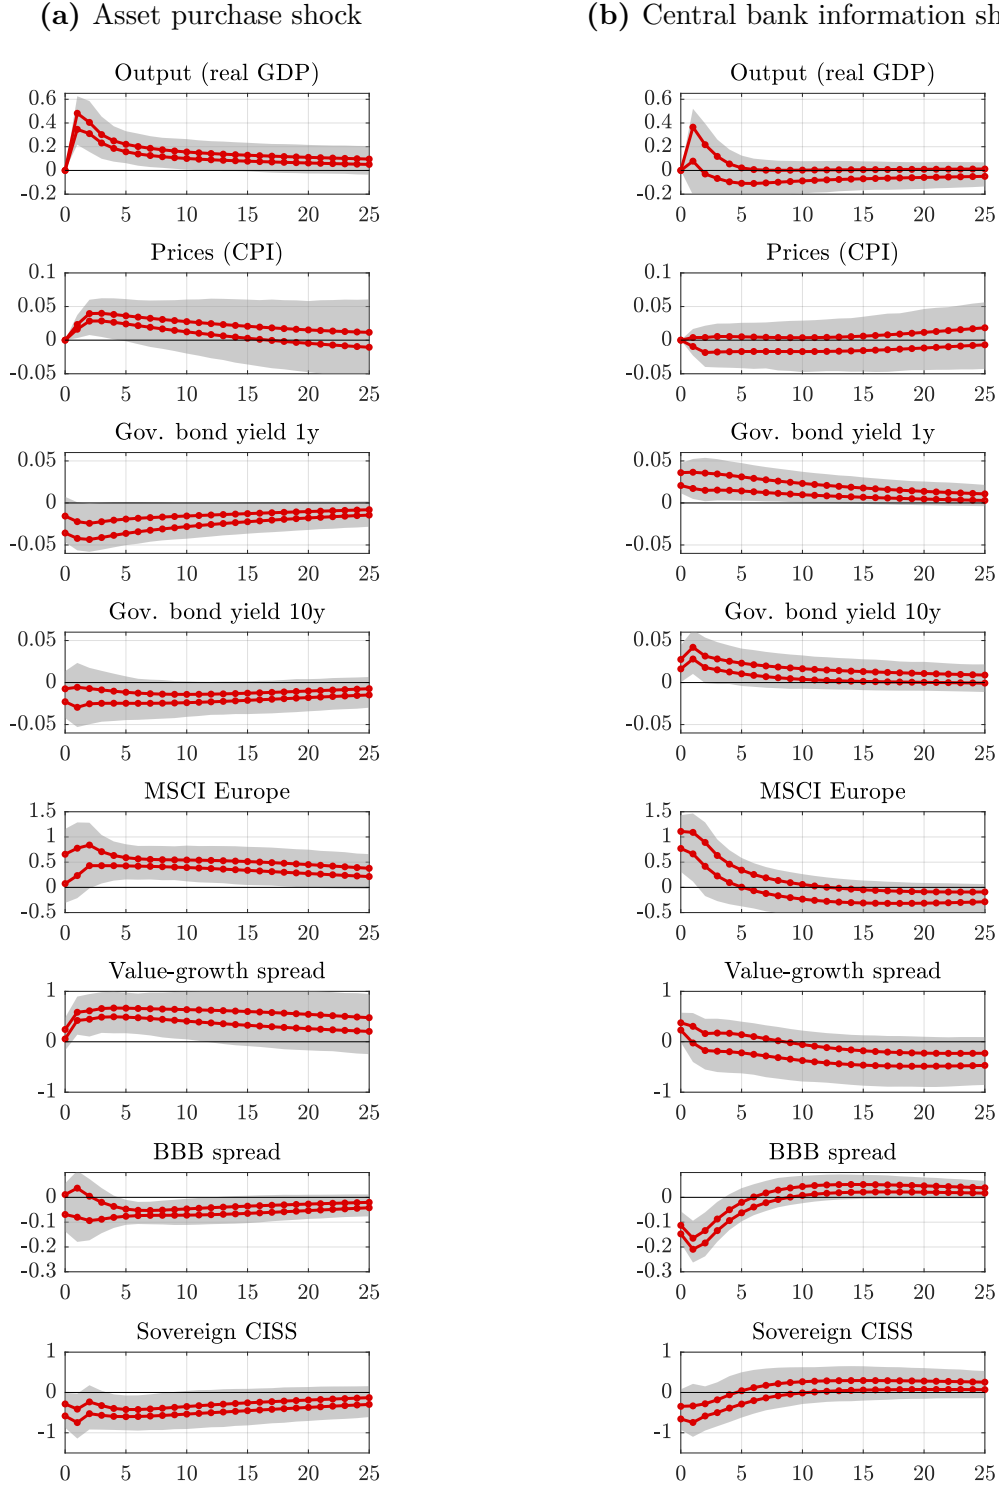 (a) Asset purchase shock
(b) Central bank information sh
Output (real GDP)
0.6
0.4
0.2
0
-0.2
0 5 10 15 20 25
Output (real GDP)
0.6
0.4
0.2
0
-0.2
0 5 10 15 20 25
Prices (CPI)
0.1
0.05
0
-0.05
0 5 10 15 20 25
Prices (CPI)
0.1
0.05
0
-0.05
0 5 10 15 20 25
Gov. bond yield 1y
0.05
0
-0.05
0 5 10 15 20 25
Gov. bond yield 1y
0.05
0
-0.05
0 5 10 15 20 25
Gov. bond yield 10y
0.05
0
-0.05
0 5 10 15 20 25
Gov. bond yield 10y
0.05
0
-0.05
0 5 10 15 20 25
MSCI Europe
1.5
1
0.5
0
-0.5
0 5 10 15 20 25
MSCI Europe
1.5
1
0.5
0
-0.5
0 5 10 15 20 25
Value-growth spread
1
0
-1
0 5 10 15 20 25
Value-growth spread
1
0
-1
0 5 10 15 20 25
BBB spread
0
-0.1
-0.2
-0.3
0 5 10 15 20 25
BBB spread
0
-0.1
-0.2
-0.3
0 5 10 15 20 25
Sovereign CISS
1
0
-1
0 5 10 15 20 25
Sovereign CISS
1
0
-1
0 5 10 15 20 25